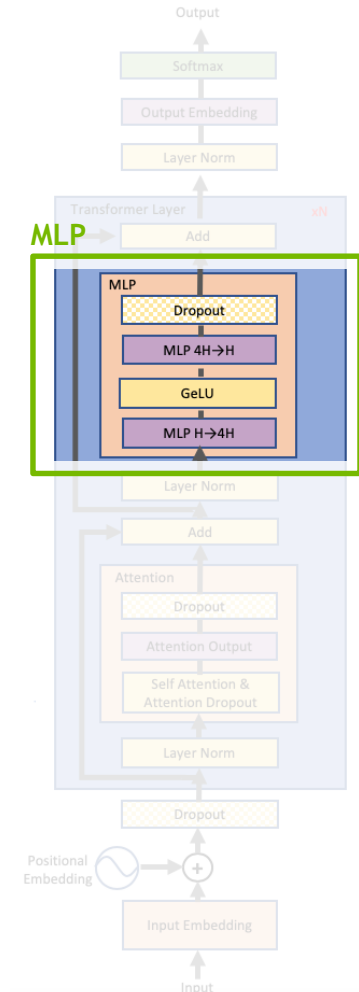 Output
Softmax
Output Embedding
Layer Norm
Transformer Layer
xN
Add
MLP
MLP
Dropout
MLP 4H→H
GeLU
MLP H→4H
Layer Norm
Add
Attention
Dropout
Attention Output
Self Attention &
Attention Dropout
Layer Norm
Dropout
Positional
Embedding
+
Input Embedding
Input